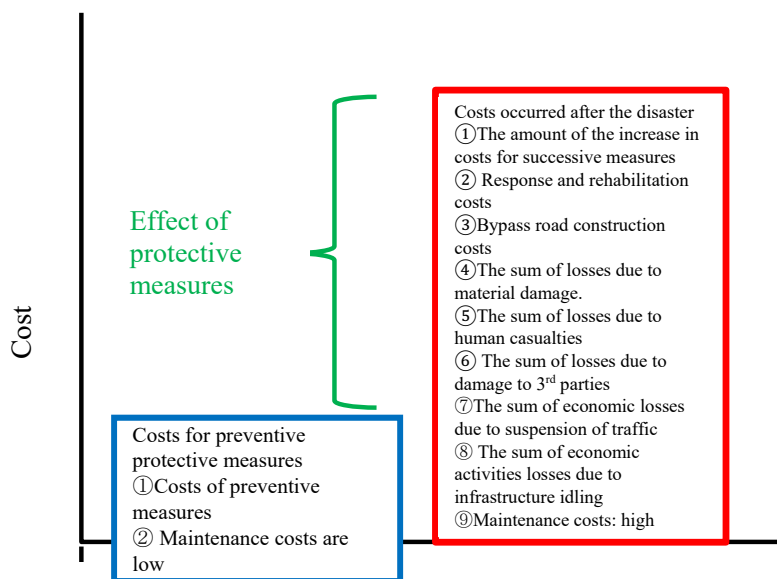 Cost
Effect of
protective
measures
Costs for preventive
protective measures
①Costs of preventive
measures
② Maintenance costs are
low
Costs occurred after the disaster
①The amount of the increase in
costs for successive measures
② Response and rehabilitation
costs
③Bypass road construction
costs
④The sum of losses due to
material damage.
⑤The sum of losses due to
human casualties
⑥ The sum of losses due to
damage to 3rd parties
⑦The sum of economic losses
due to suspension of traffic
⑧ The sum of economic
activities losses due to
infrastructure idling
⑨Maintenance costs: high